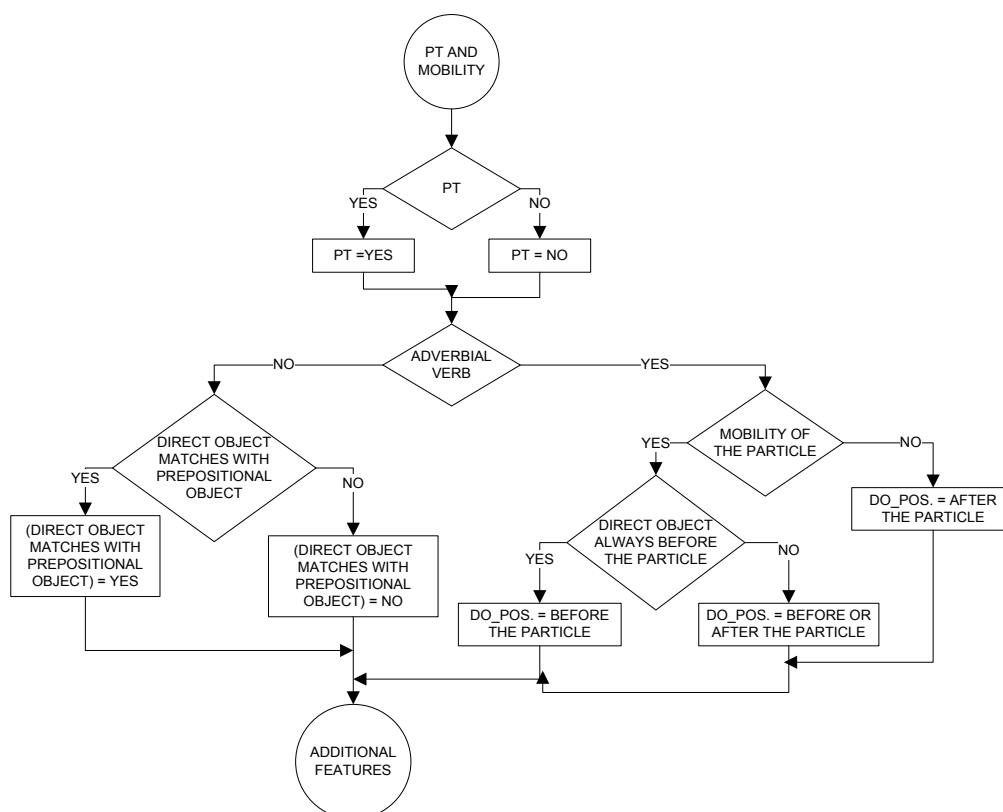 PT AND
MOBILITY
PT
YES
NO
PT =YES
PT = NO
ADVERBIAL
VERB
NO
YES
DIRECT OBJECT
MATCHES WITH
PREPOSITIONAL
OBJECT
YES
NO
MOBILITY OF
THE PARTICLE
YES
NO
DO_POS. = AFTER
THE PARTICLE
(DIRECT OBJECT
MATCHES WITH
PREPOSITIONAL
OBJECT) = YES
(DIRECT OBJECT
MATCHES WITH
PREPOSITIONAL
OBJECT) = NO
DIRECT OBJECT
ALWAYS BEFORE
THE PARTICLE
YES
NO
DO_POS. = BEFORE
THE PARTICLE
DO_POS. = BEFORE OR
AFTER THE PARTICLE
ADDITIONAL
FEATURES